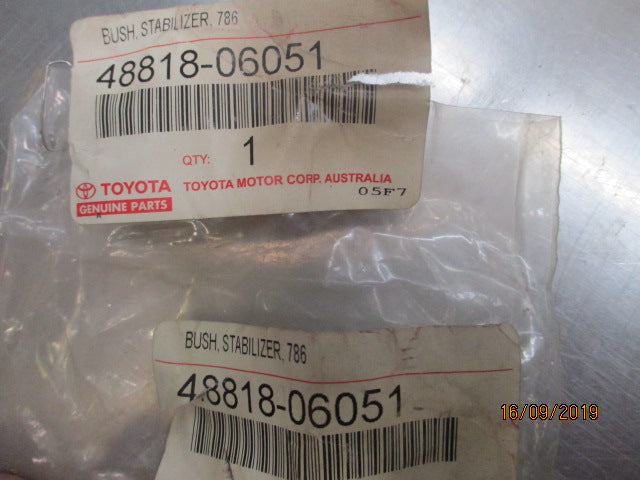 BUSH, STABILIZER, 786
48818-06051
QTY: 1
TOYOTA TOYOTA MOTOR CORP. AUSTRALIA
GENUINE PARTS 05F7
BUSH, STABILIZER, 786
48818-06051
16/09/2019